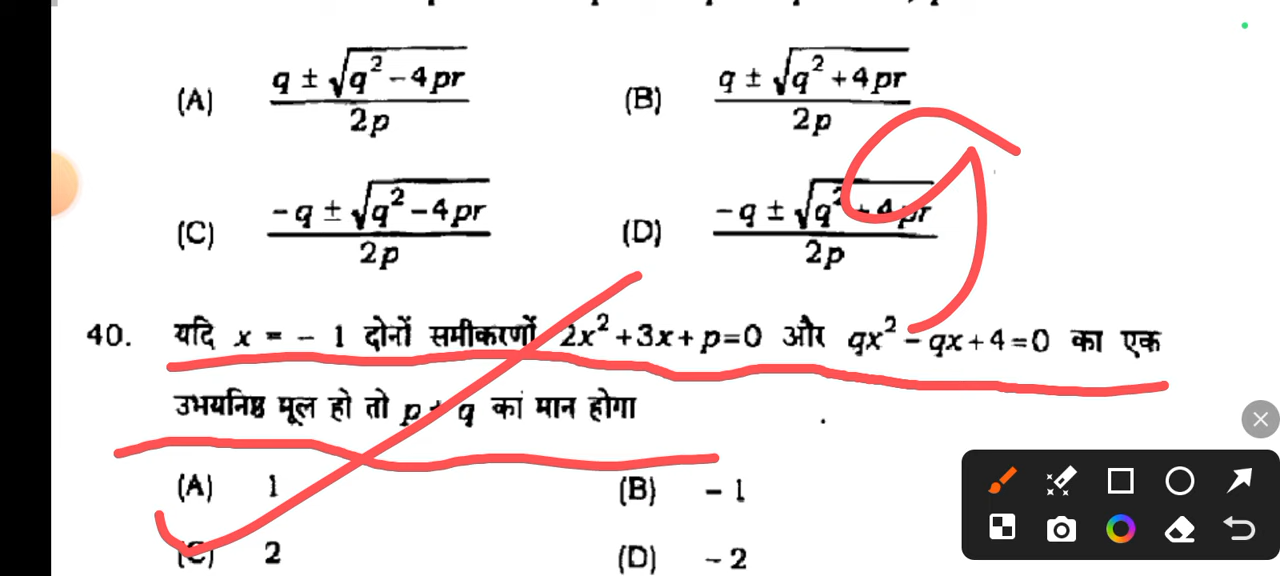 (A) q ± √(q² − 4pr) / 2p (B) q ± √(q² + 4pr) / 2p
(C) −q ± √(q² − 4pr) / 2p (D) −q ± √(q² + 4pr) / 2p
40. यदि x = − 1 दोनों समीकरणों 2x² + 3x + p = 0 और qx² − qx + 4 = 0 का एक
उभयनिष्ठ मूल हो तो p + q का मान होगा
(A) 1 (B) − 1
(C) 2 (D) − 2